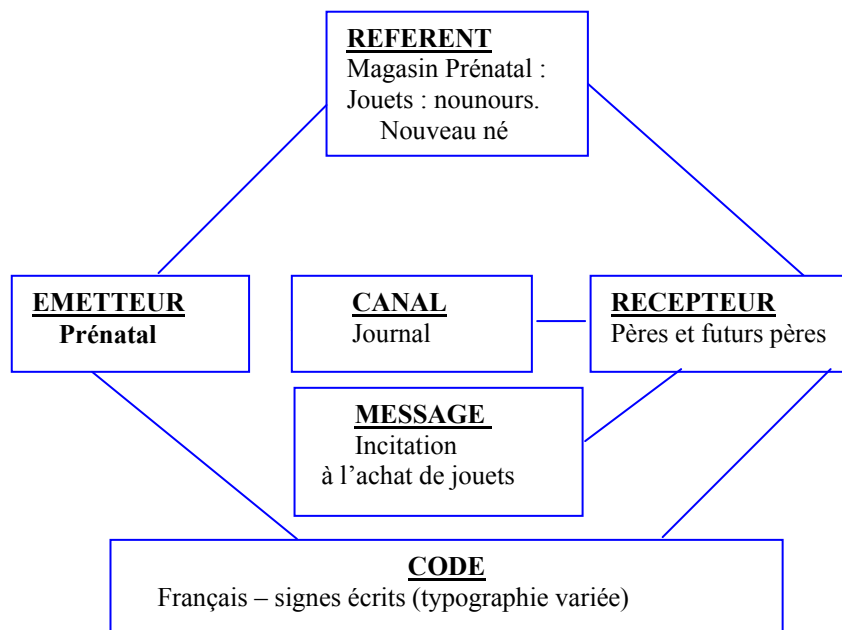 REFERENT
Magasin Prénatal :
Jouets : nounours.
Nouveau né
EMETTEUR
Prénatal
CANAL
Journal
RECEPTEUR
Pères et futurs pères
MESSAGE
Incitation
à l’achat de jouets
CODE
Français – signes écrits (typographie variée)